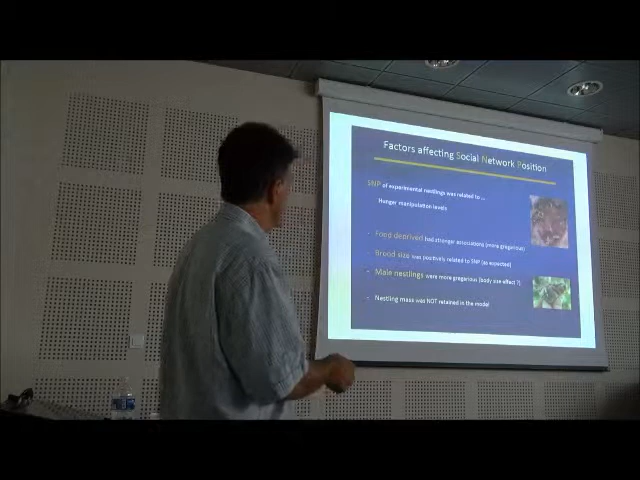 Factors affecting Social Network Position
SNP of experimental nestlings was related to ...
Hunger manipulation levels
- Food deprived had stronger associations (more gregarious)
- Brood size was positively related to SNP (as expected)
- Male nestlings were more gregarious (body size effect ?)
- Nestling mass was NOT retained in the model